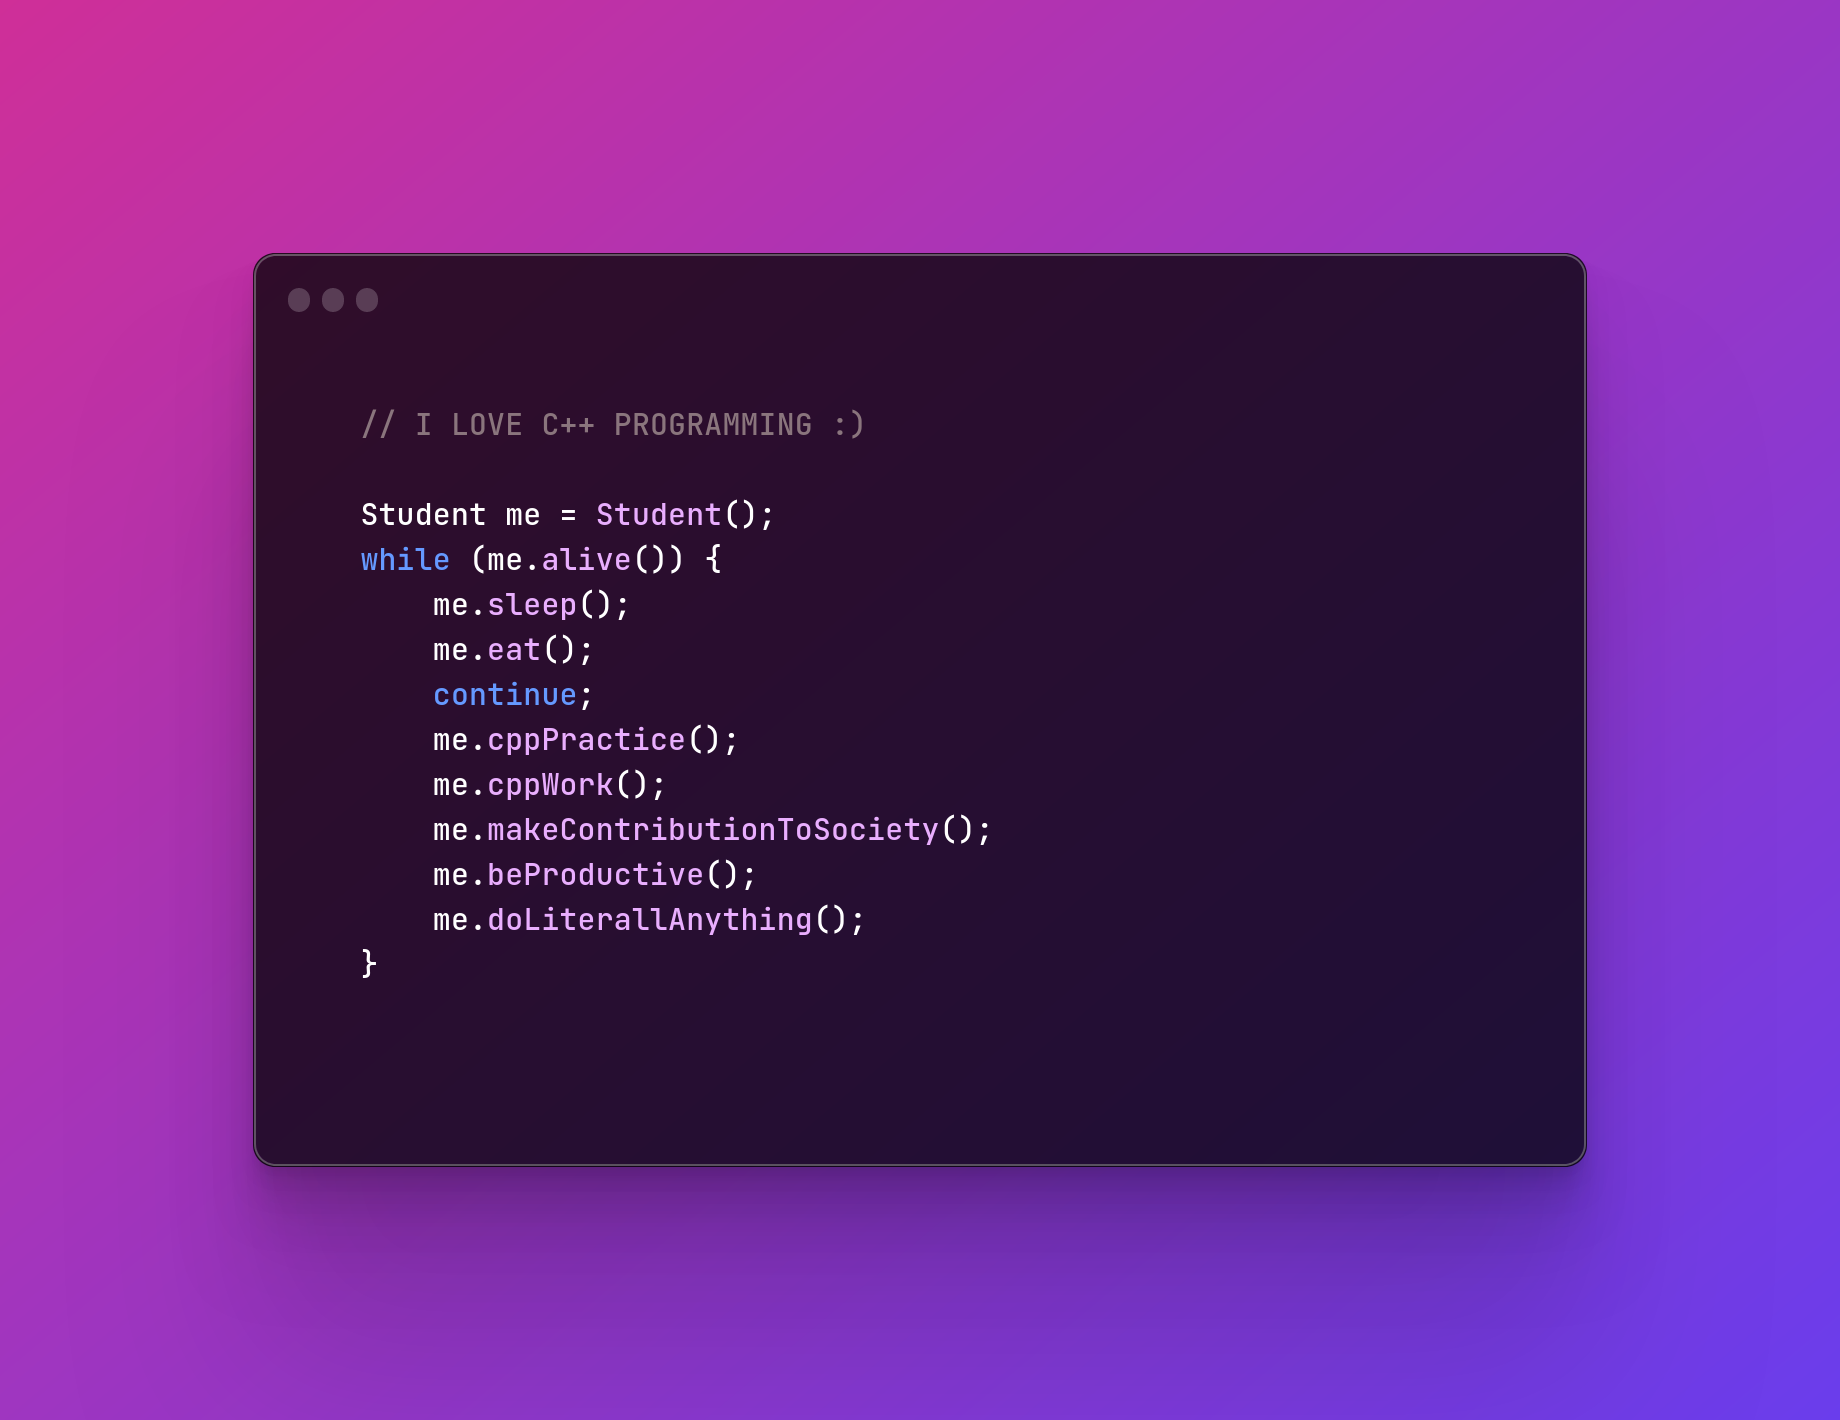 // I LOVE C++ PROGRAMMING :)

Student me = Student();
while (me.alive()) {
    me.sleep();
    me.eat();
    continue;
    me.cppPractice();
    me.cppWork();
    me.makeContributionToSociety();
    me.beProductive();
    me.doLiterallAnything();
}